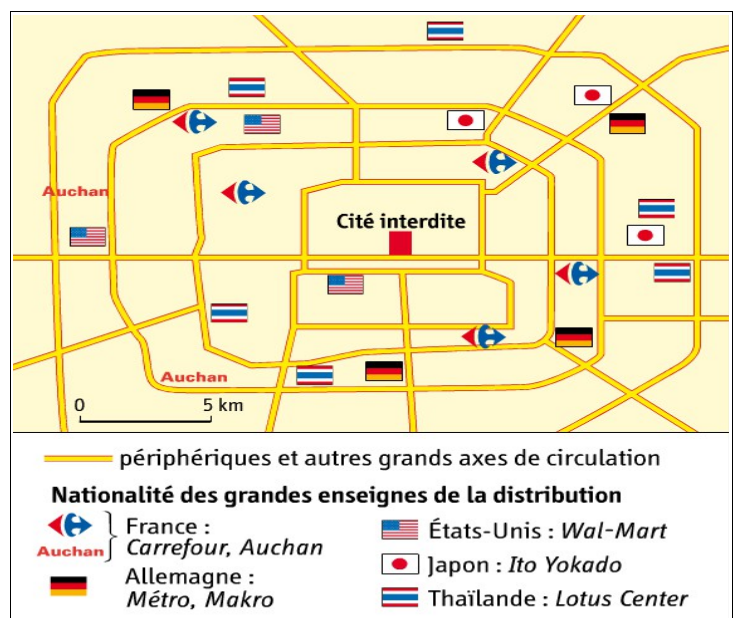 Auchan
Cité interdite
Auchan
0 5 km
périphériques et autres grands axes de circulation
Nationalité des grandes enseignes de la distribution
France :
Auchan
Carrefour, Auchan
Allemagne :
Métro, Makro
États-Unis : Wal-Mart
Japon : Ito Yokado
Thaïlande : Lotus Center